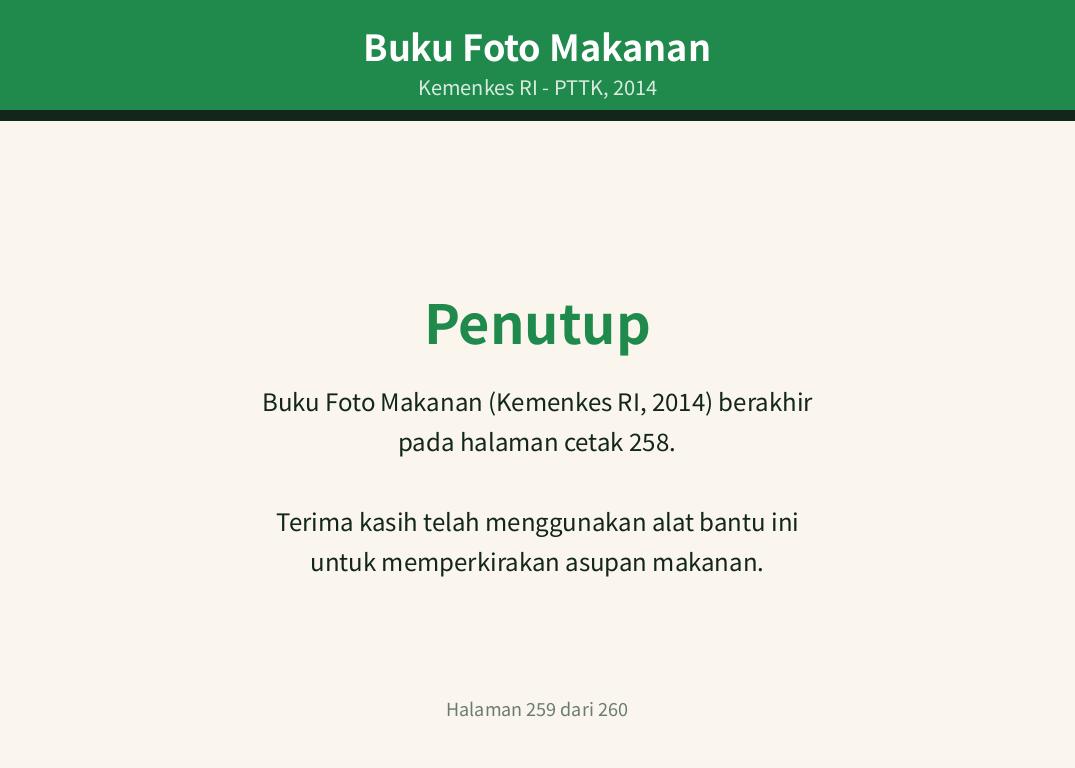 Buku Foto Makanan
Kemenkes RI - PTTK, 2014
Penutup
Buku Foto Makanan (Kemenkes RI, 2014) berakhir
pada halaman cetak 258.
Terima kasih telah menggunakan alat bantu ini
untuk memperkirakan asupan makanan.
Halaman 259 dari 260